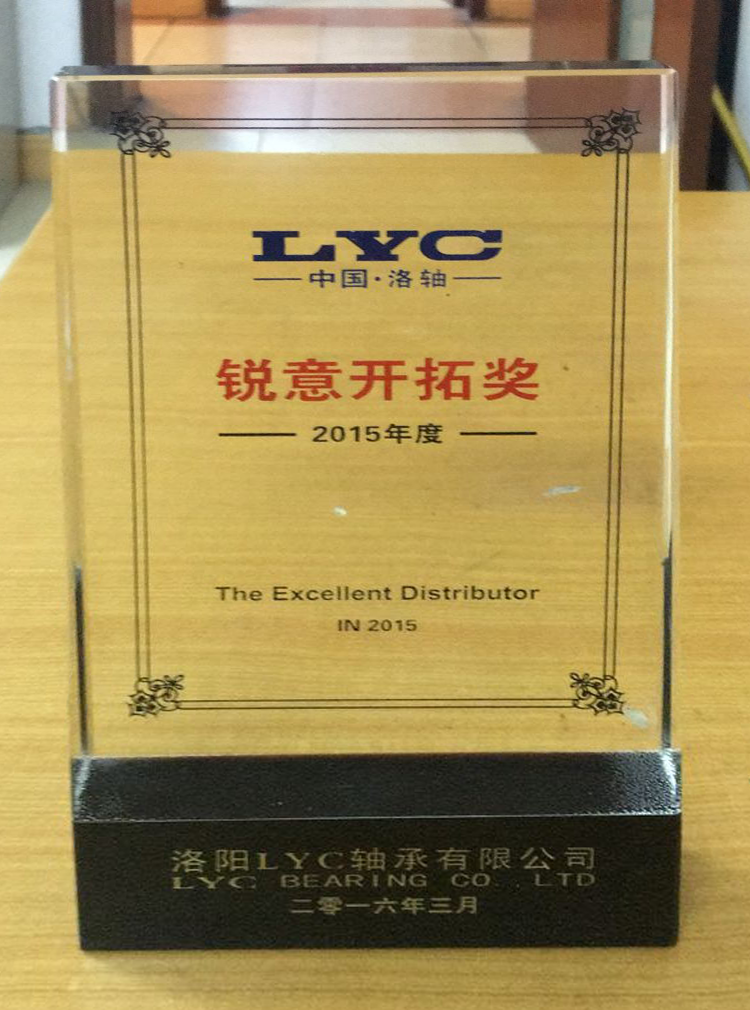 LYC
中国·洛轴
锐意开拓奖
2015年度
The Excellent Distributor
IN 2015
洛阳LYC轴承有限公司
LYC BEARING CO . LTD
二零一六年三月